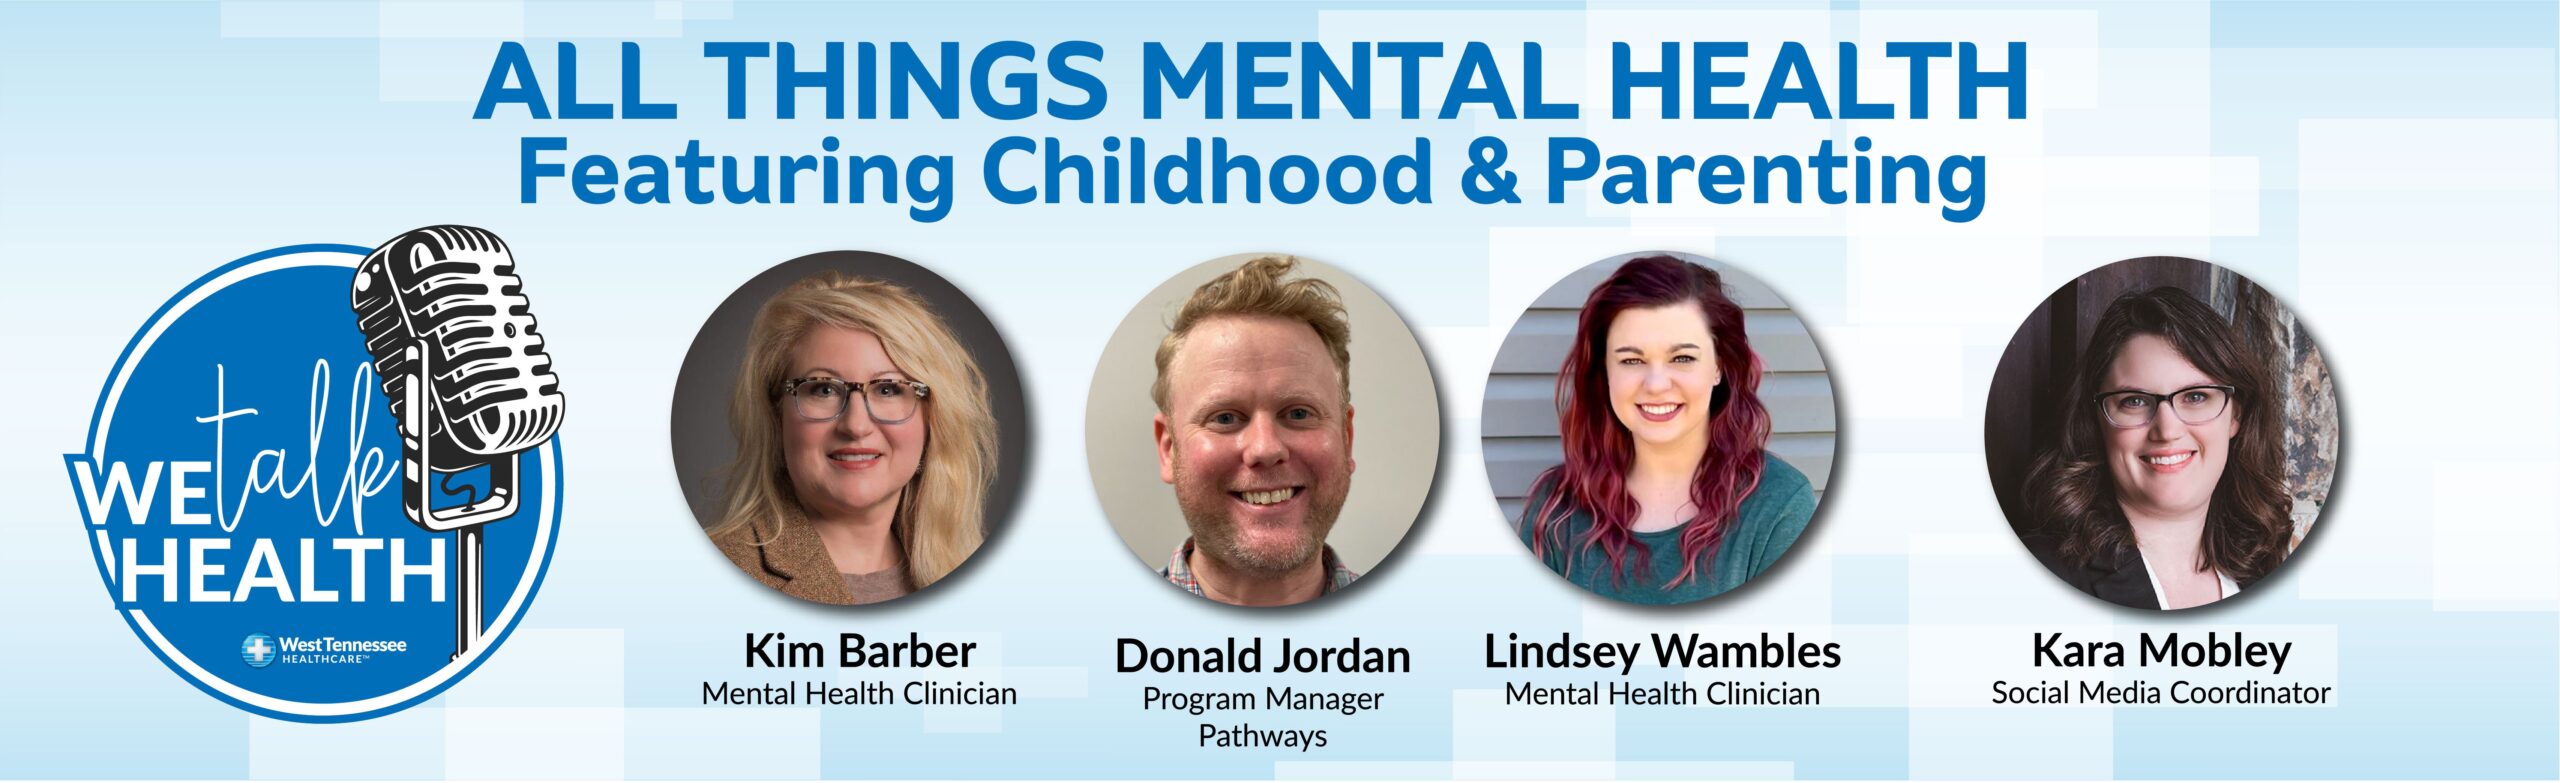 ALL THINGS MENTAL HEALTH
Featuring Childhood & Parenting
WE talk
HEALTH
West Tennessee
HEALTHCARE™
Kim Barber
Mental Health Clinician
Donald Jordan
Program Manager
Pathways
Lindsey Wambles
Mental Health Clinician
Kara Mobley
Social Media Coordinator